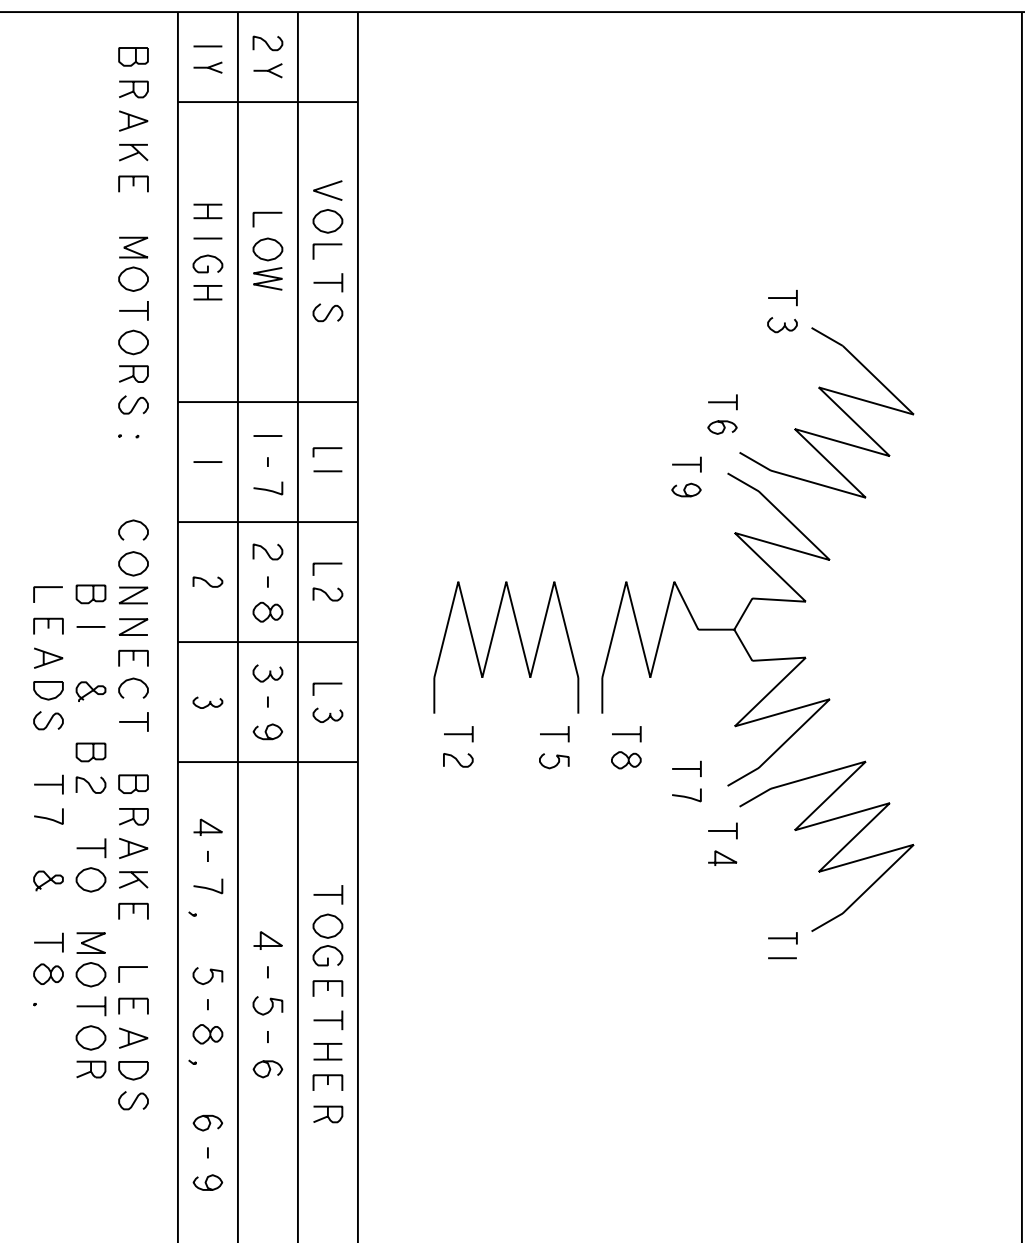 T3
T1
T6
T4
T9
T7
T8
T5
T2
VOLTS L1 L2 L3 TOGETHER
2Y LOW 1-7 2-8 3-9 4-5-6
1Y HIGH 1 2 3 4-7, 5-8, 6-9
BRAKE MOTORS: CONNECT BRAKE LEADS
B1 & B2 TO MOTOR
LEADS T7 & T8.